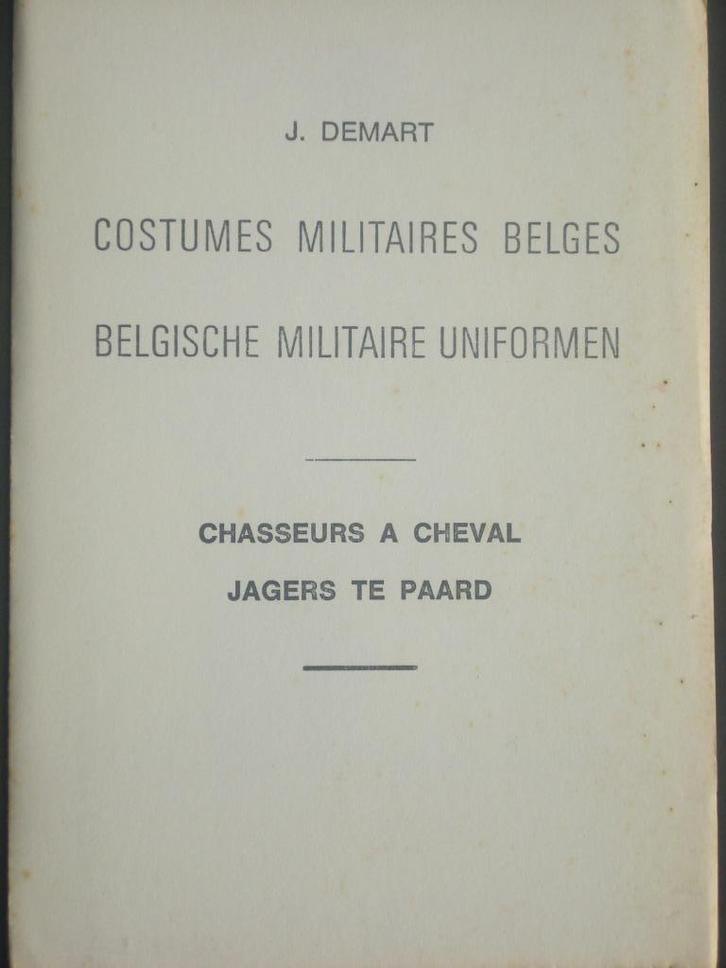 J. DEMART
COSTUMES MILITAIRES BELGES
BELGISCHE MILITAIRE UNIFORMEN
CHASSEURS A CHEVAL
JAGERS TE PAARD